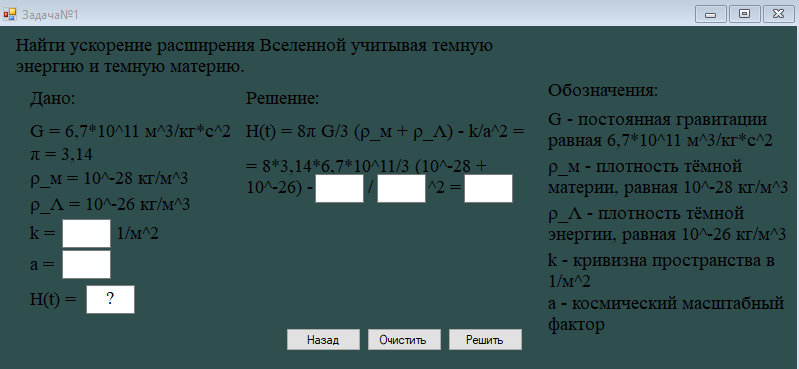 Задача№1
Найти ускорение расширения Вселенной учитывая темную
энергию и темную материю.
Дано:
G = 6,7*10^11 м^3/кг*с^2
π = 3,14
ρ_м = 10^-28 кг/м^3
ρ_Λ = 10^-26 кг/м^3
k = 1/м^2
a =
H(t) = ?
Решение:
H(t) = 8π G/3 (ρ_м + ρ_Λ) - k/a^2 =
= 8*3,14*6,7*10^11/3 (10^-28 +
10^-26) - / ^2 =
Обозначения:
G - постоянная гравитации
равная 6,7*10^11 м^3/кг*с^2
ρ_м - плотность тёмной
материи, равная 10^-28 кг/м^3
ρ_Λ - плотность тёмной
энергии, равная 10^-26 кг/м^3
k - кривизна пространства в
1/м^2
a - космический масштабный
фактор
Назад
Очистить
Решить